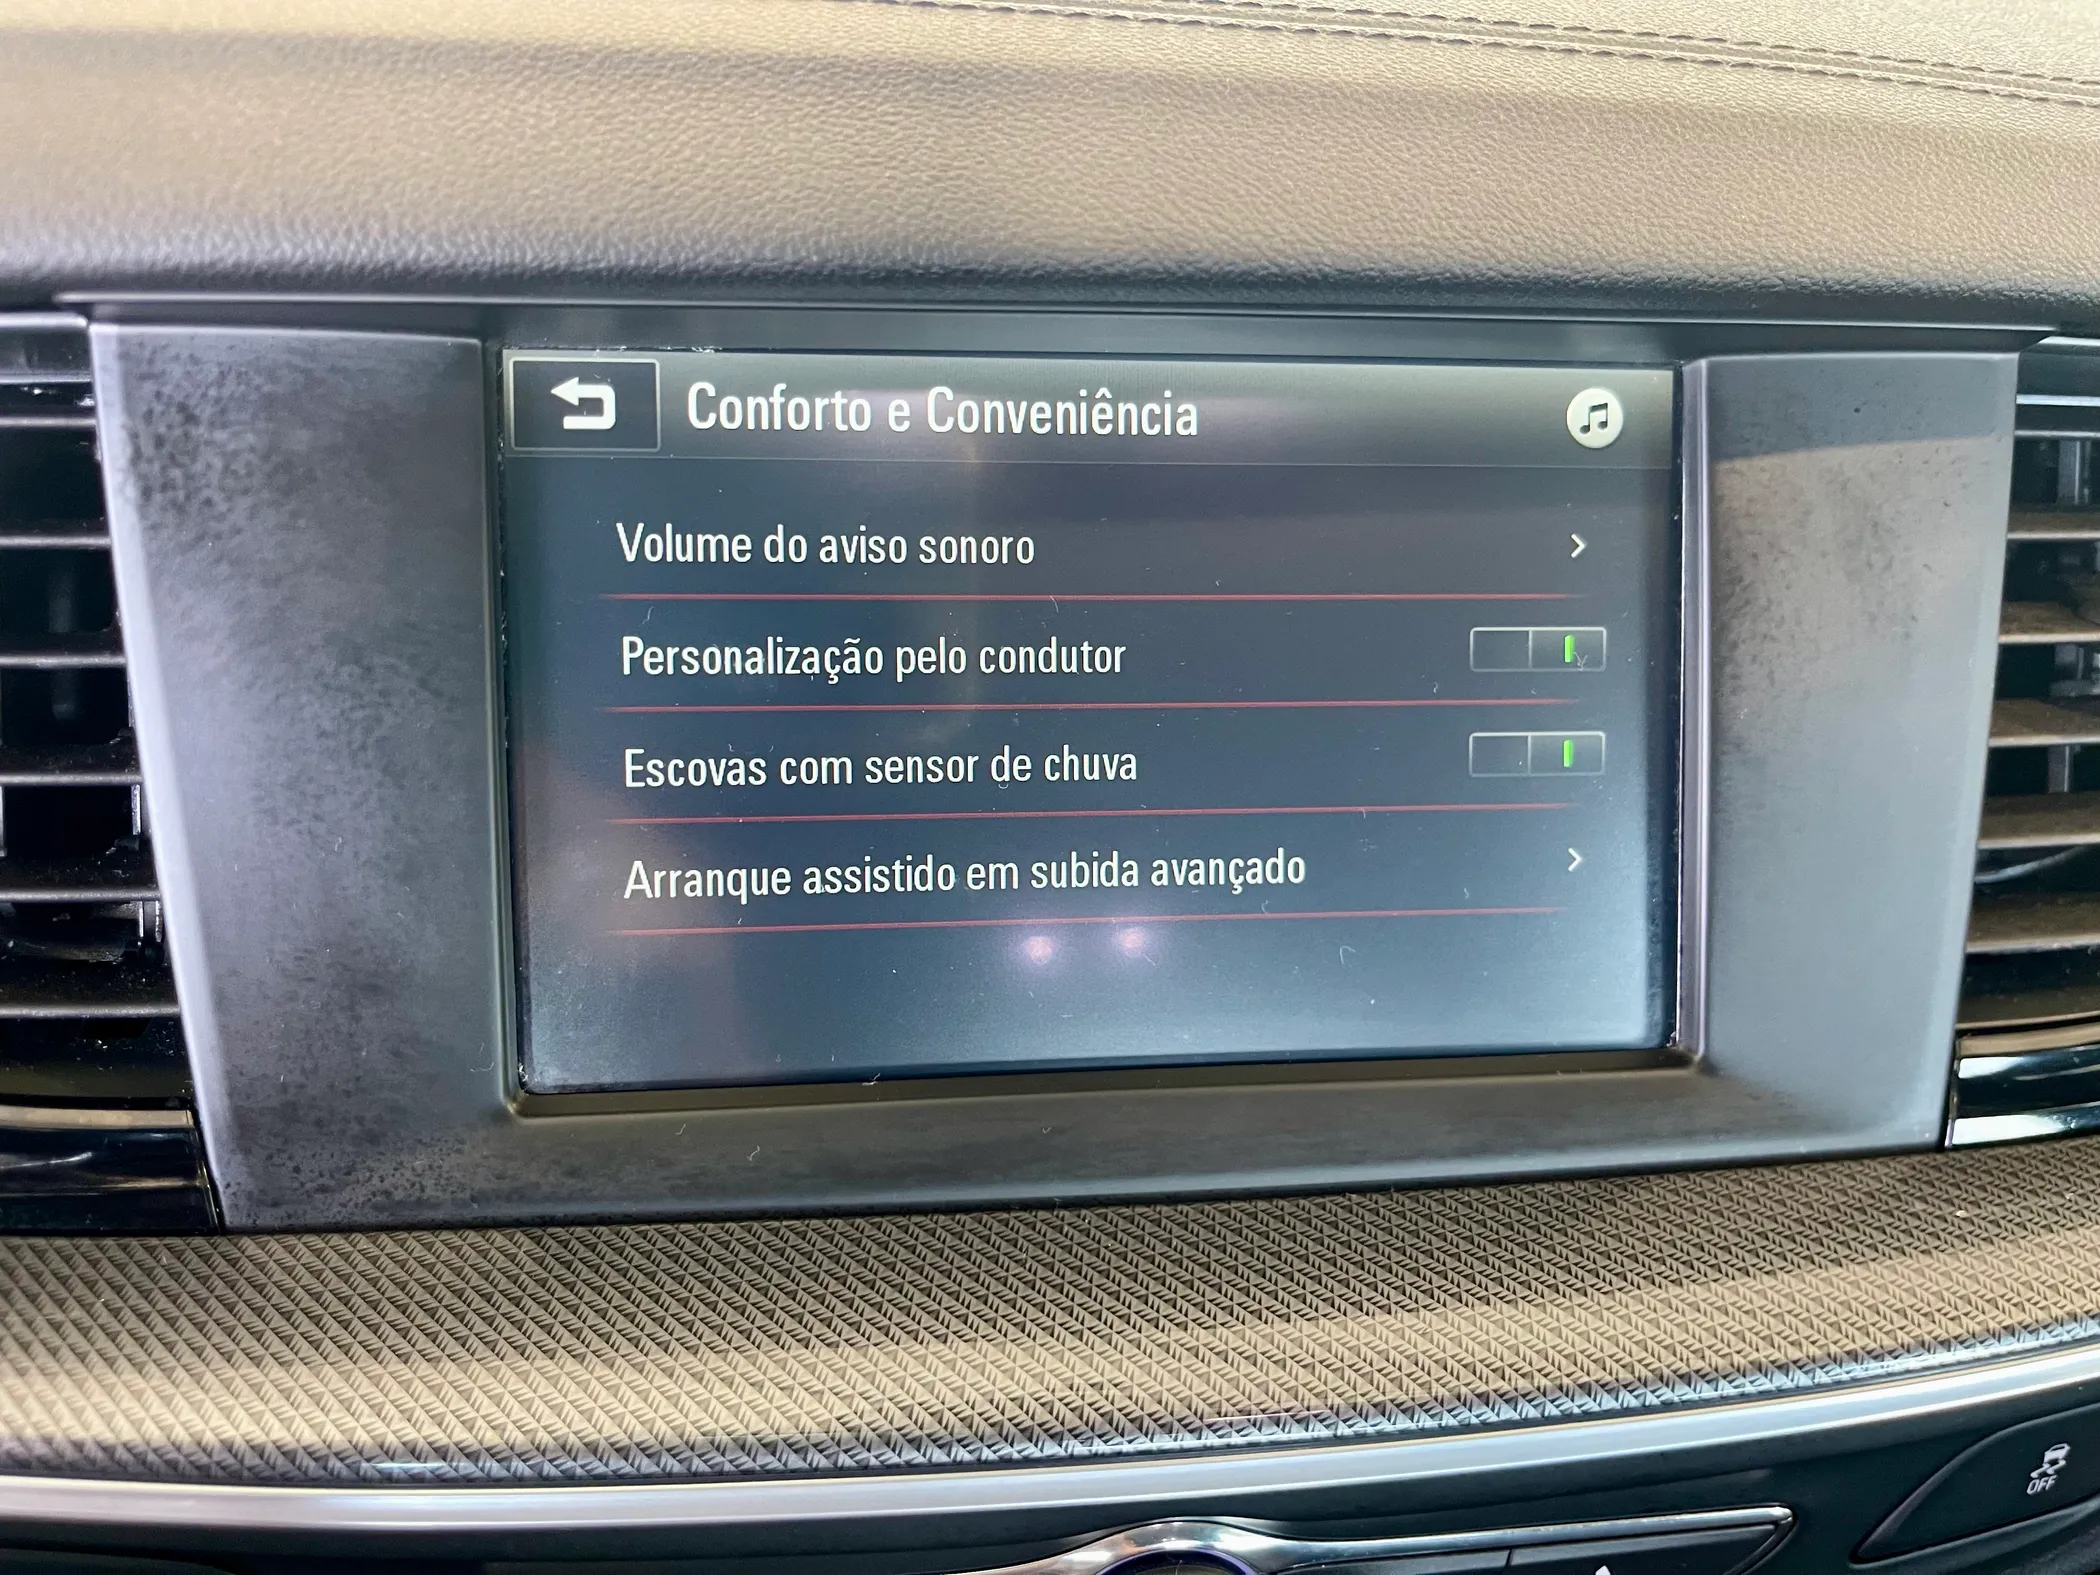 Conforto e Conveniência
Volume do aviso sonoro
Personalização pelo condutor
Escovas com sensor de chuva
Arranque assistido em subida avançado
OFF